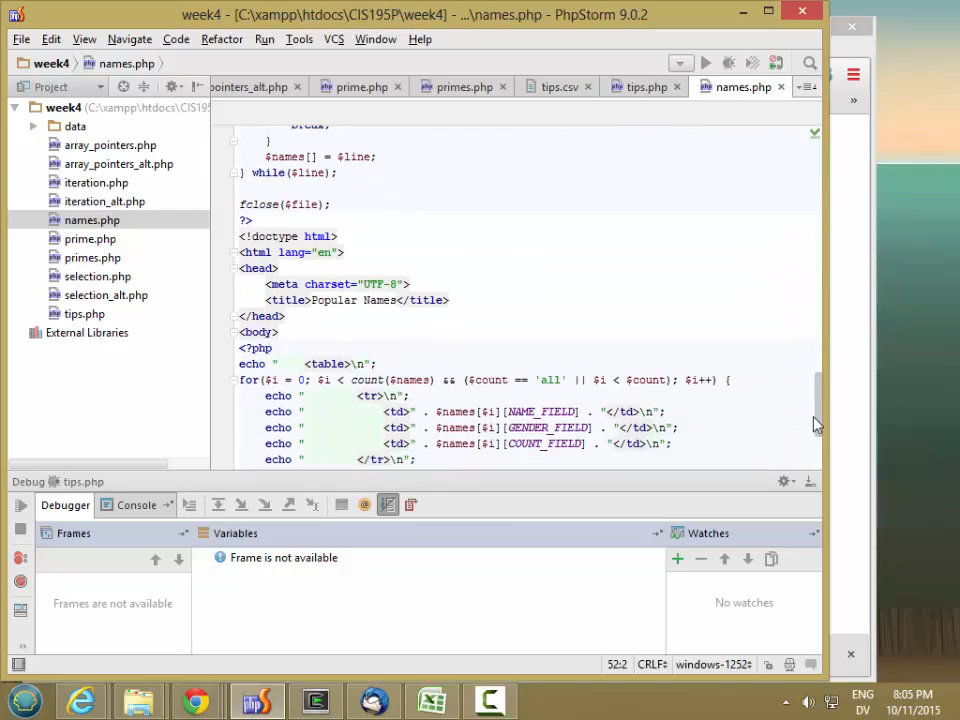 week4 - [C:\xampp\htdocs\CIS195P\week4] - ...\names.php - PhpStorm 9.0.2
File Edit View Navigate Code Refactor Run Tools VCS Window Help
week4 names.php
Project pointers_alt.php prime.php primes.php tips.csv tips.php names.php
week4 (C:\xampp\htdocs\CIS195
data
array_pointers.php
array_pointers_alt.php
iteration.php
iteration_alt.php
names.php
prime.php
primes.php
selection.php
selection_alt.php
tips.php
External Libraries
break;
}
$names[] = $line;
} while($line);
fclose($file);
?>
<!doctype html>
<html lang="en">
<head>
<meta charset="UTF-8">
<title>Popular Names</title>
</head>
<body>
<?php
echo "    <table>\n";
for($i = 0; $i < count($names) && ($count == 'all' || $i < $count); $i++) {
echo "        <tr>\n";
echo "            <td>" . $names[$i][NAME_FIELD] . "</td>\n";
echo "            <td>" . $names[$i][GENDER_FIELD] . "</td>\n";
echo "            <td>" . $names[$i][COUNT_FIELD] . "</td>\n";
echo "        </tr>\n";
Debug tips.php
Debugger Console
Frames Variables Watches
Frame is not available
Frames are not available
No watches
52:2 CRLF windows-1252
ENG 8:05 PM
DV 10/11/2015